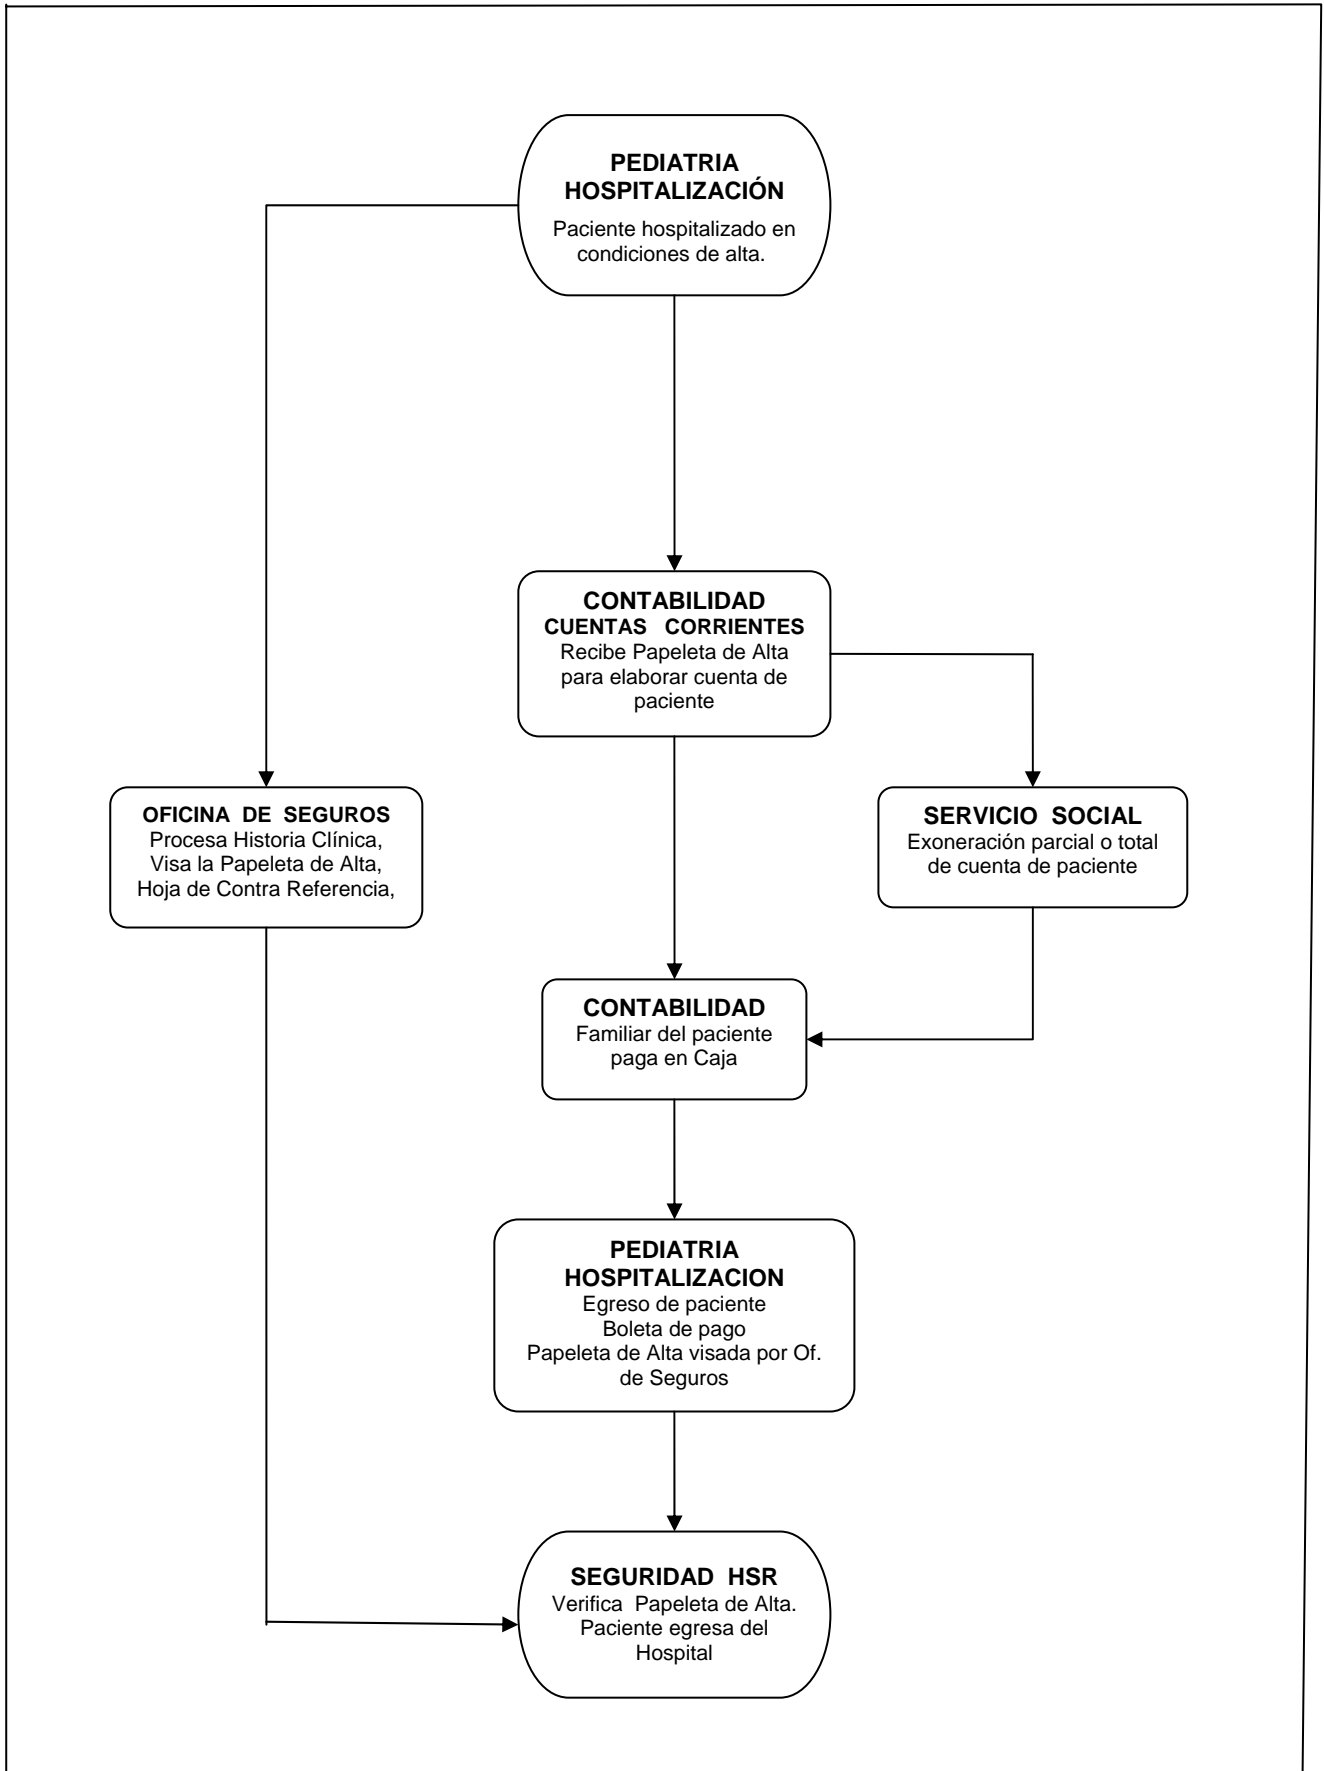 PEDIATRIA
HOSPITALIZACIÓN
Paciente hospitalizado en
condiciones de alta.
CONTABILIDAD
CUENTAS CORRIENTES
Recibe Papeleta de Alta
para elaborar cuenta de
paciente
OFICINA DE SEGUROS
Procesa Historia Clínica,
Visa la Papeleta de Alta,
Hoja de Contra Referencia,
SERVICIO SOCIAL
Exoneración parcial o total
de cuenta de paciente
CONTABILIDAD
Familiar del paciente
paga en Caja
PEDIATRIA
HOSPITALIZACION
Egreso de paciente
Boleta de pago
Papeleta de Alta visada por Of.
de Seguros
SEGURIDAD HSR
Verifica Papeleta de Alta.
Paciente egresa del
Hospital